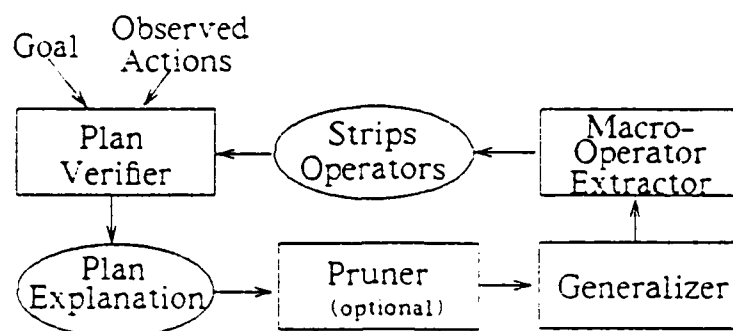 Goal
Observed
Actions
Plan
Verifier
Strips
Operators
Macro-
Operator
Extractor
Plan
Explanation
Pruner
(optional)
Generalizer